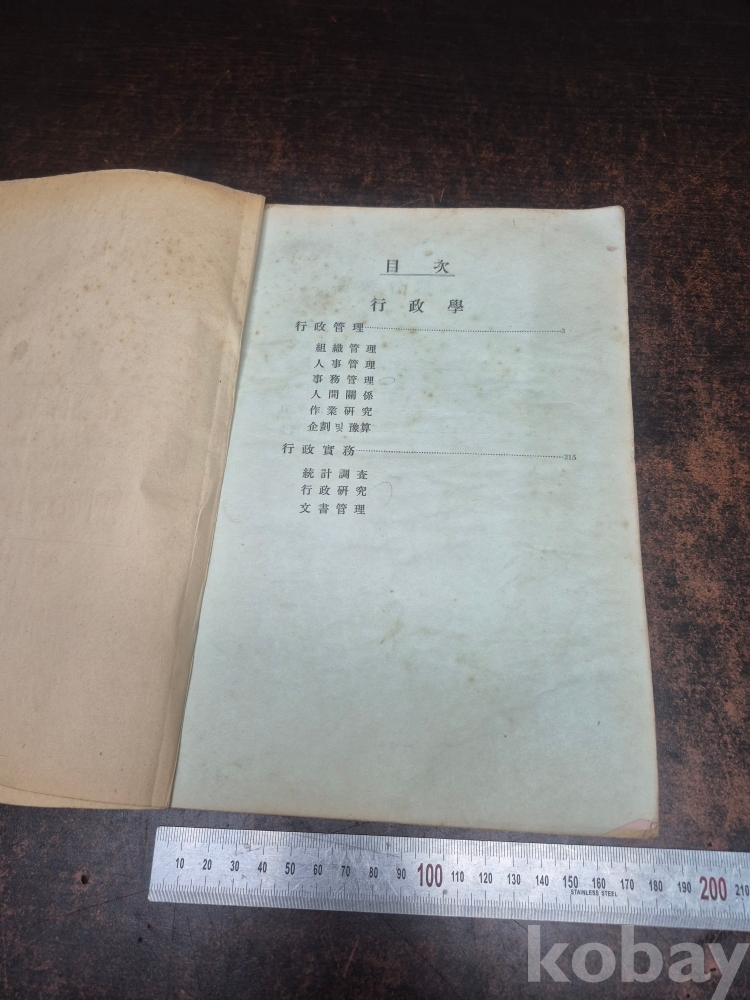 目次
行政學
行政管理 3
組織管理
人事管理
事務管理
人間關係
作業研究
企劃 및 豫算
行政實務 215
統計調査
行政研究
文書管理
10 20 30 40 50 60 70 80 90 100 110 120 130 140 150 160 170 180 190 200 210
STAINLESS STEEL
kobay